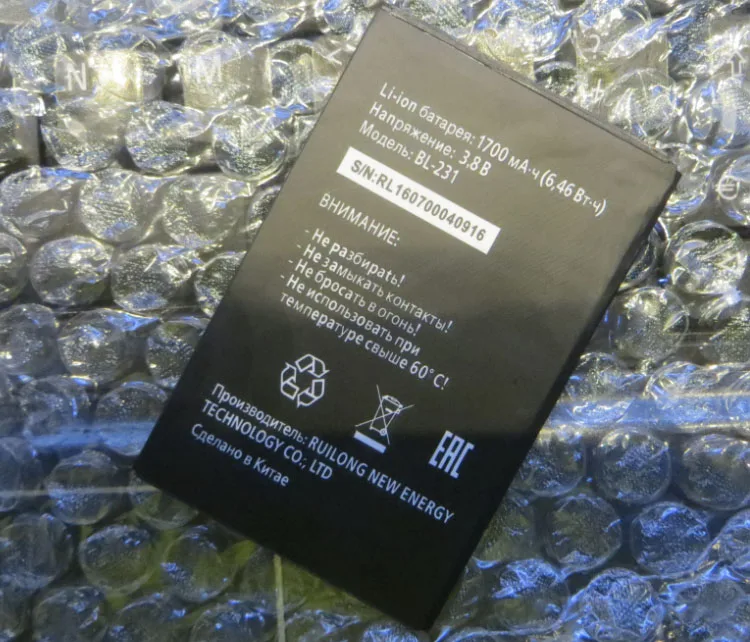 Li-ion батарея: 1700 мА·ч (6,46 Вт·ч)
Напряжение: 3,8 В
Модель: BL-231
S/N:RL160700040916
ВНИМАНИЕ:
- Не разбирать!
- Не замыкать контакты!
- Не бросать в огонь!
- Не использовать при
температуре свыше 60° С!
EAC
Производитель: RUILONG NEW ENERGY
TECHNOLOGY CO., LTD
Сделано в Китае
N
M